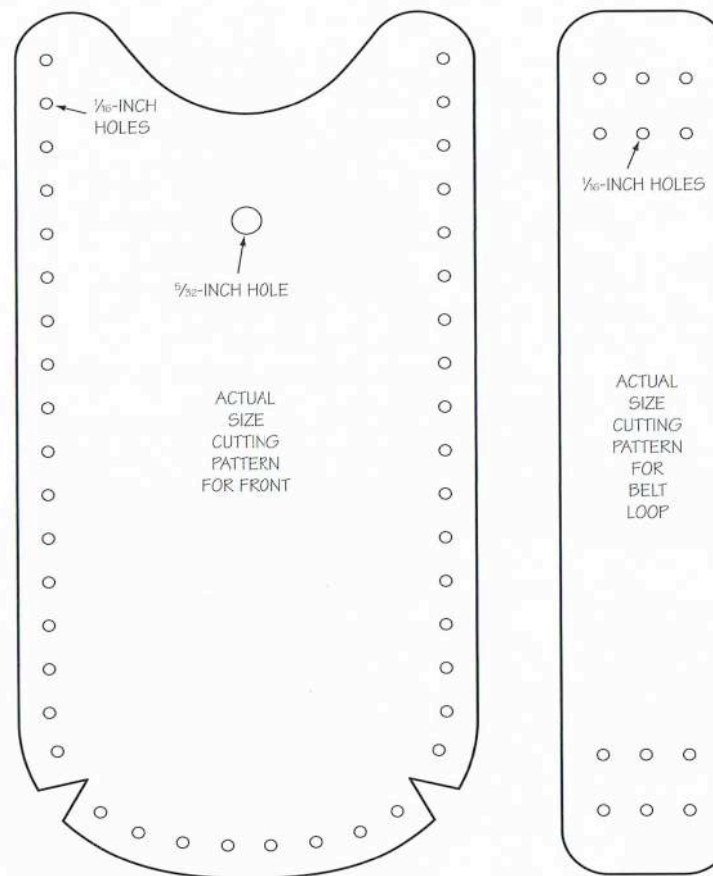 1/16-INCH
HOLES
5/32-INCH HOLE
ACTUAL
SIZE
CUTTING
PATTERN
FOR FRONT
1/16-INCH HOLES
ACTUAL
SIZE
CUTTING
PATTERN
FOR
BELT
LOOP